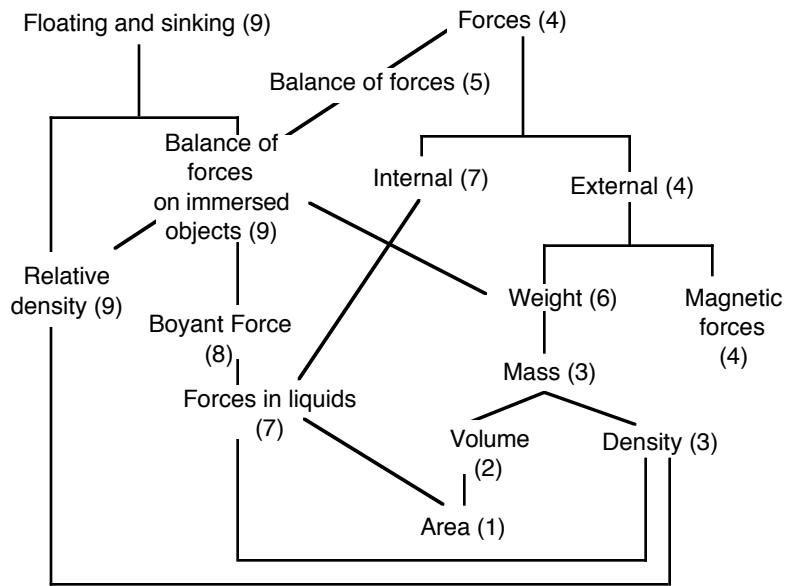 Floating and sinking (9)
Forces (4)
Balance of forces (5)
Balance of
forces
on immersed
objects (9)
Internal (7)
External (4)
Relative
density (9)
Weight (6)
Magnetic
forces
(4)
Boyant Force
(8)
Mass (3)
Forces in liquids
(7)
Volume
(2)
Density (3)
Area (1)